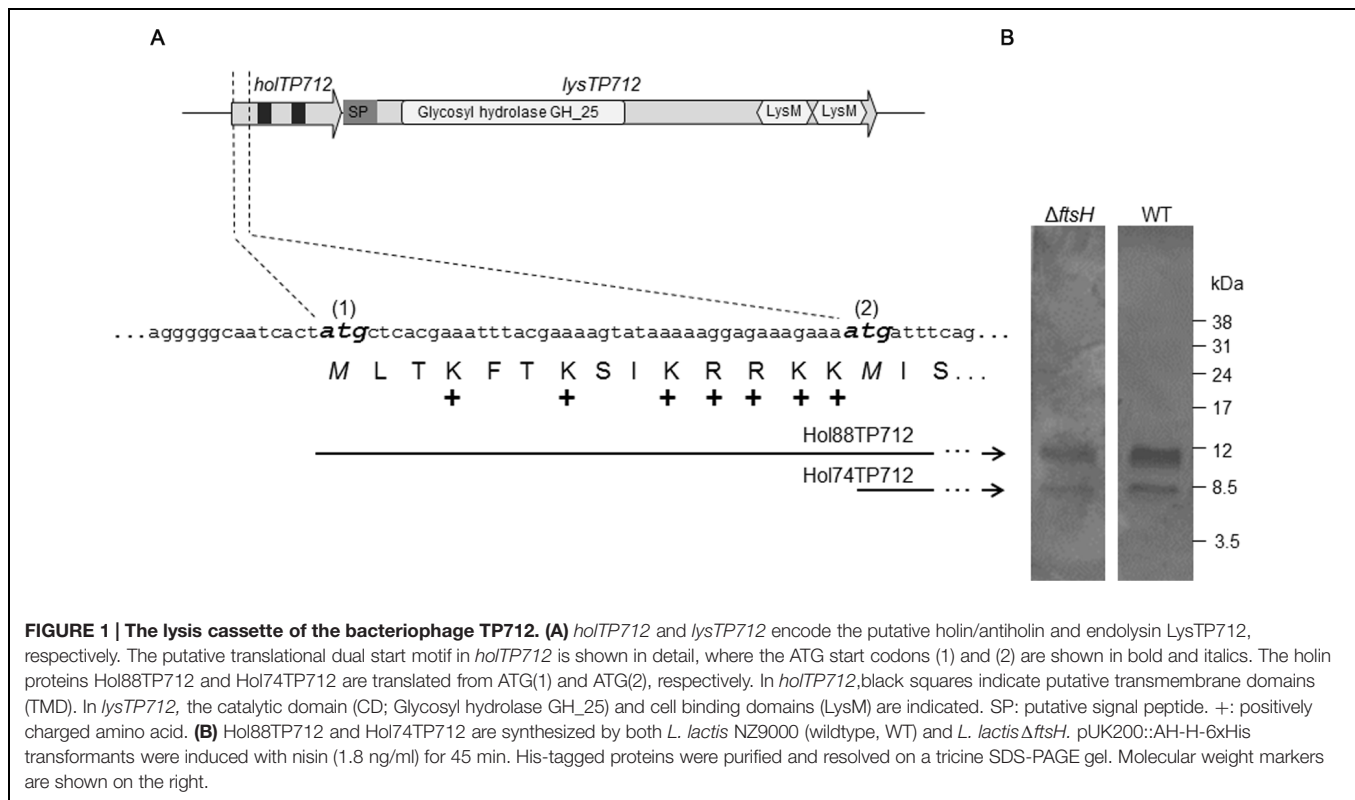 A
B
holTP712
lysTP712
SP
Glycosyl hydrolase GH_25
LysM
LysM
ΔftsH
WT
kDa
38
31
24
17
12
8.5
3.5
(1)
(2)
...agggggcaatcactatgctcacgaaatttacgaaaagtataaaaaggagaaagaaaatgatttcag...
M L T K F T K S I K R R K K M I S...
+ + + + + + +
Hol88TP712
...
Hol74TP712
...
FIGURE 1 | The lysis cassette of the bacteriophage TP712. (A) holTP712 and lysTP712 encode the putative holin/antiholin and endolysin LysTP712,
respectively. The putative translational dual start motif in holTP712 is shown in detail, where the ATG start codons (1) and (2) are shown in bold and italics. The holin
proteins Hol88TP712 and Hol74TP712 are translated from ATG(1) and ATG(2), respectively. In holTP712,black squares indicate putative transmembrane domains
(TMD). In lysTP712, the catalytic domain (CD; Glycosyl hydrolase GH_25) and cell binding domains (LysM) are indicated. SP: putative signal peptide. +: positively
charged amino acid. (B) Hol88TP712 and Hol74TP712 are synthesized by both L. lactis NZ9000 (wildtype, WT) and L. lactisΔftsH. pUK200::AH-H-6xHis
transformants were induced with nisin (1.8 ng/ml) for 45 min. His-tagged proteins were purified and resolved on a tricine SDS-PAGE gel. Molecular weight markers
are shown on the right.